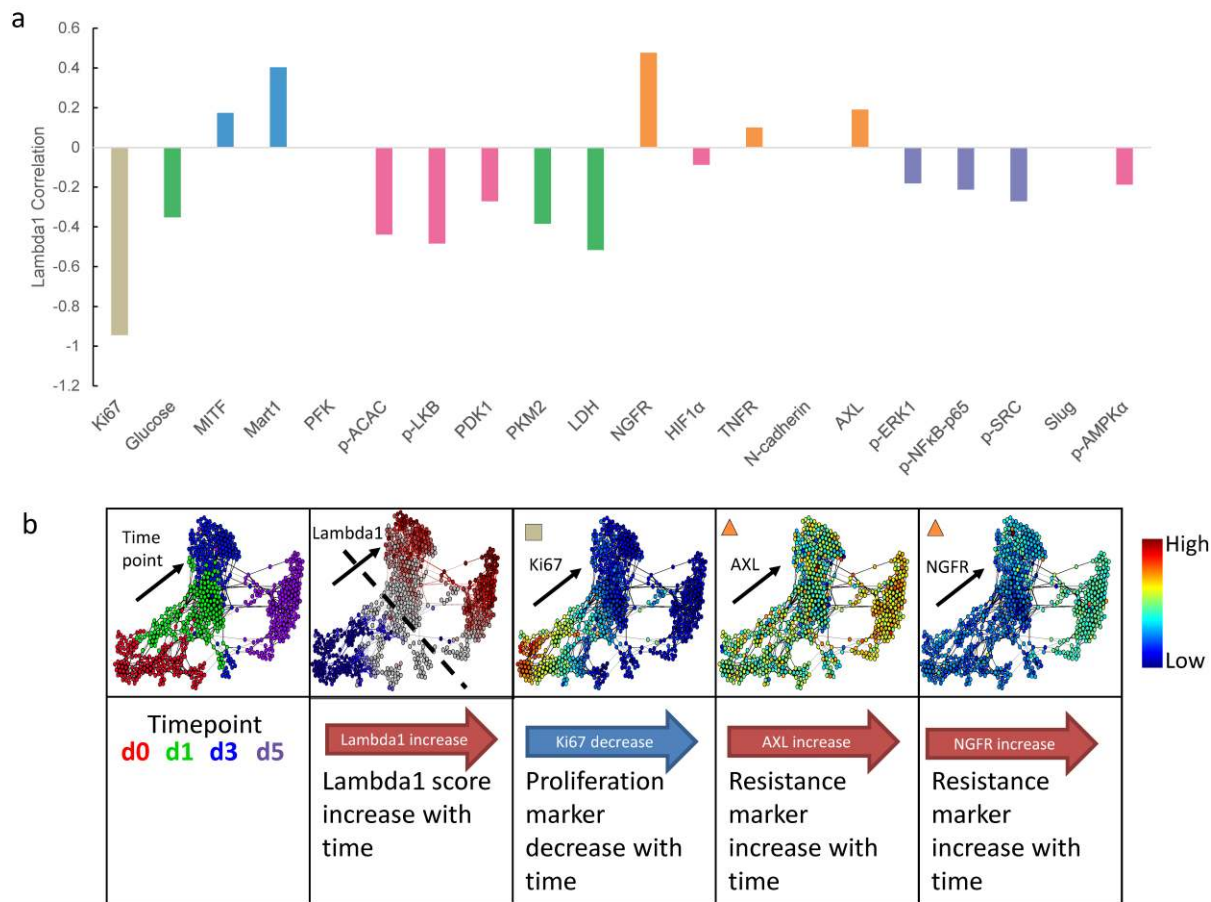 a
0.6
0.4
0.2
0
-0.2
-0.4
-0.6
-0.8
-1
-1.2
Lambda1 Correlation
Ki67
Glucose
MITF
Mart1
PFK
p-ACAC
p-LKB
PDK1
PKM2
LDH
NGFR
HIF1α
TNFR
N-cadherin
AXL
p-ERK1
p-NFκB-p65
p-SRC
Slug
p-AMPKα
b
Time
point
Lambda1
Ki67
AXL
NGFR
High
Low
Timepoint
d0 d1 d3 d5
Lambda1 increase
Lambda1 score
increase with
time
Ki67 decrease
Proliferation
marker
decrease with
time
AXL increase
Resistance
marker
increase with
time
NGFR increase
Resistance
marker
increase with
time